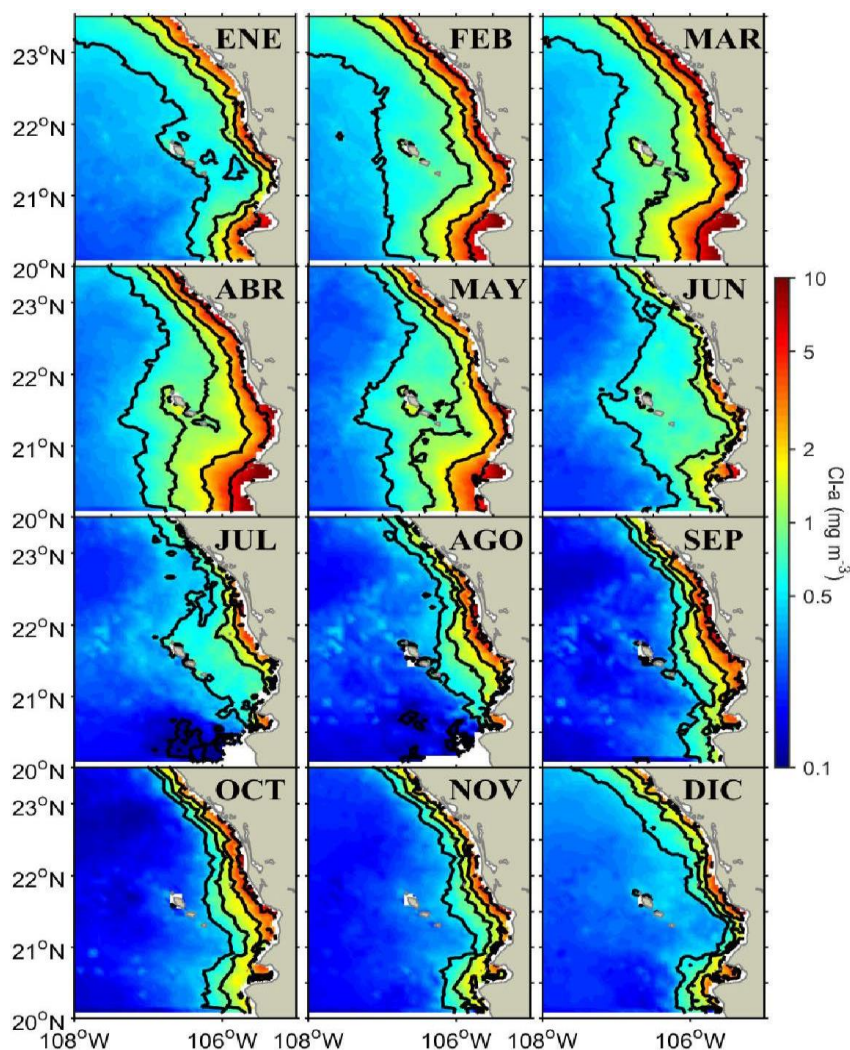 ENE FEB MAR
23°N
22°N
21°N
20°N
ABR MAY JUN
23°N
22°N
21°N
20°N
JUL AGO SEP
23°N
22°N
21°N
20°N
OCT NOV DIC
23°N
22°N
21°N
20°N
108°W 106°W 108°W 106°W 108°W 106°W
10
5
2
1
0.5
0.1
Cl-a (mg m⁻³)